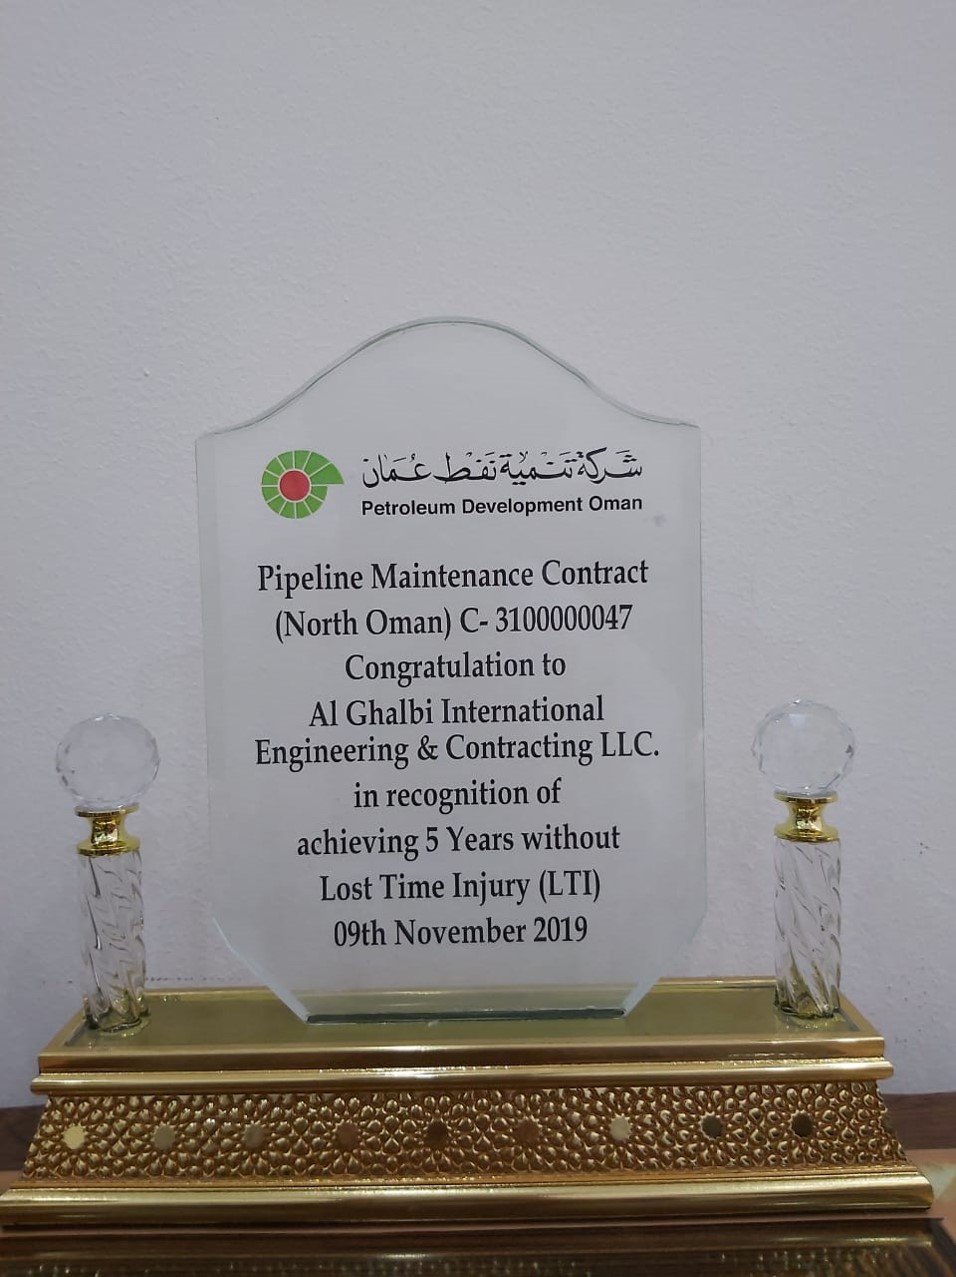 شركة تنمية نفط عُمان
Petroleum Development Oman
Pipeline Maintenance Contract
(North Oman) C- 3100000047
Congratulation to
Al Ghalbi International
Engineering & Contracting LLC.
in recognition of
achieving 5 Years without
Lost Time Injury (LTI)
09th November 2019